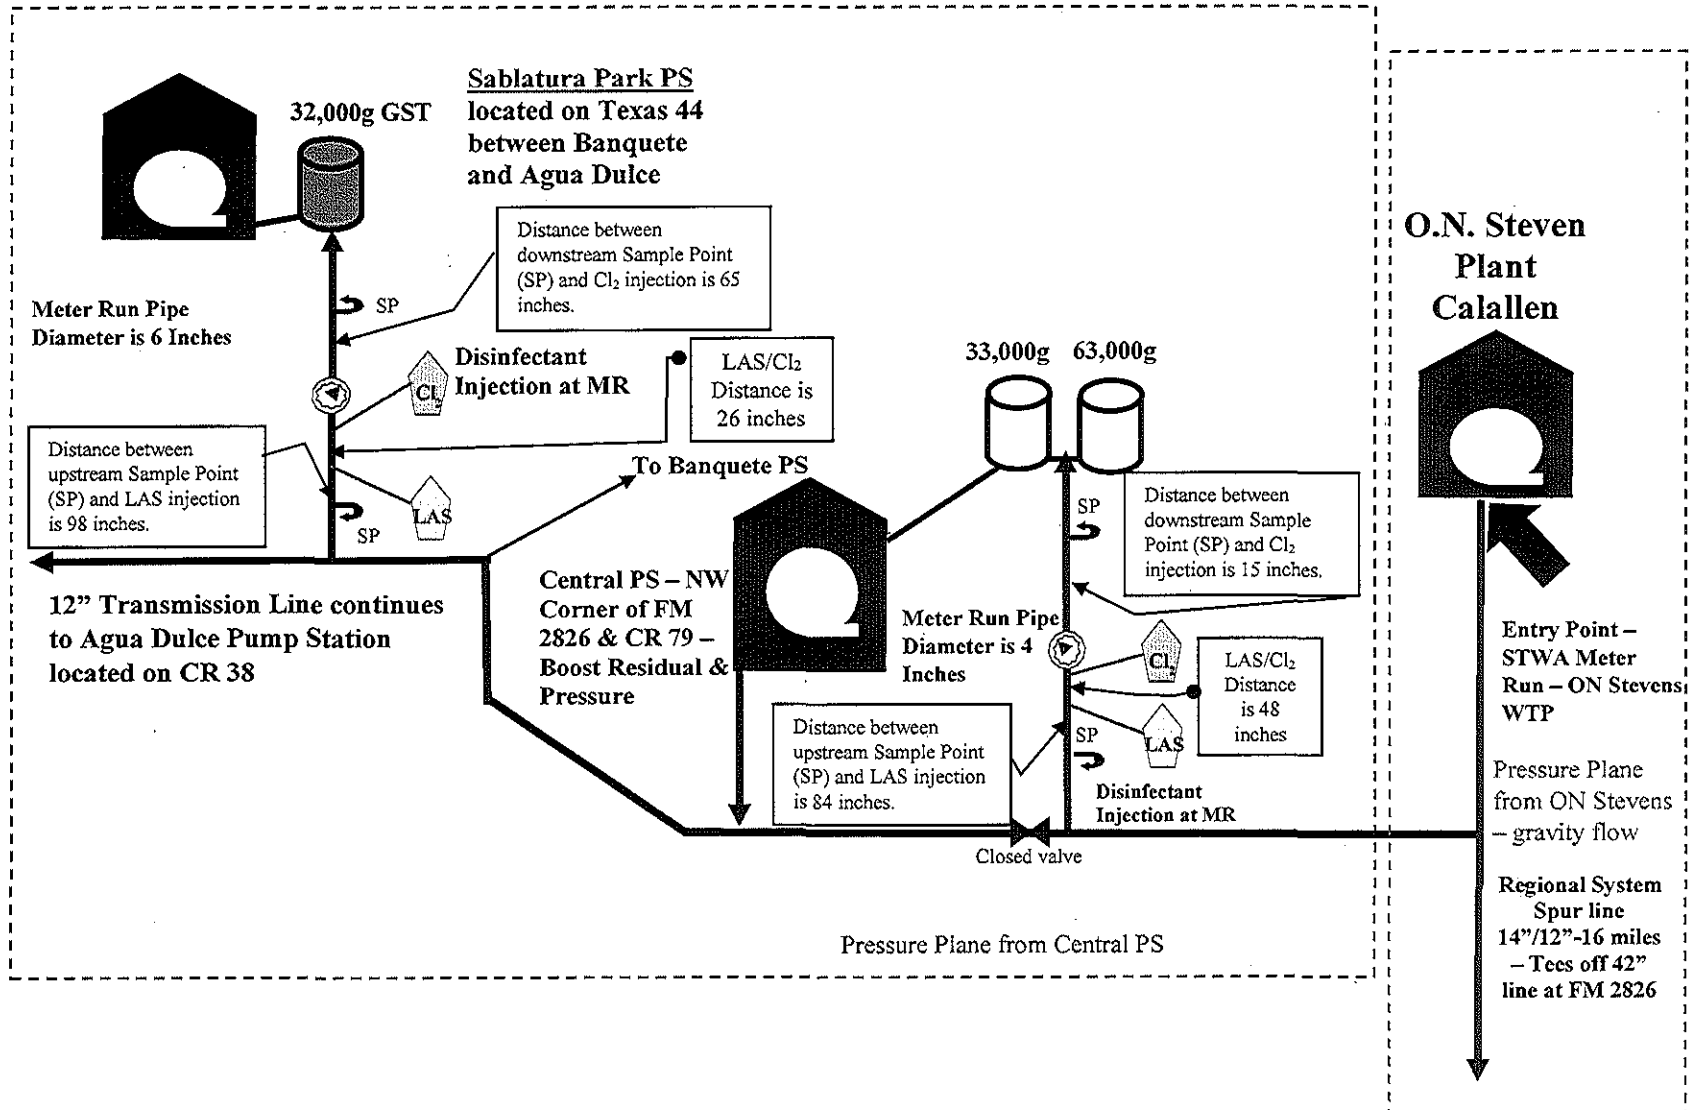 Sablatura Park PS
located on Texas 44
between Banquete
and Agua Dulce
32,000g GST
Distance between
downstream Sample Point
(SP) and Cl₂ injection is 65
inches.
SP
Meter Run Pipe
Diameter is 6 Inches
Cl₂
Disinfectant
Injection at MR
LAS/Cl₂
Distance is
26 inches
Distance between
upstream Sample Point
(SP) and LAS injection
is 98 inches.
LAS
SP
To Banquete PS
12” Transmission Line continues
to Agua Dulce Pump Station
located on CR 38
Central PS – NW
Corner of FM
2826 & CR 79 –
Boost Residual &
Pressure
33,000g
63,000g
SP
Distance between
downstream Sample
Point (SP) and Cl₂
injection is 15 inches.
Meter Run Pipe
Diameter is 4
Inches
Cl₂
LAS/Cl₂
Distance
is 48
inches
LAS
Distance between
upstream Sample Point
(SP) and LAS injection
is 84 inches.
SP
Disinfectant
Injection at MR
Closed valve
Pressure Plane from Central PS
O.N. Steven
Plant
Calallen
Entry Point –
STWA Meter
Run – ON Stevens
WTP
Pressure Plane
from ON Stevens
– gravity flow
Regional System
Spur line
14”/12”-16 miles
– Tees off 42”
line at FM 2826